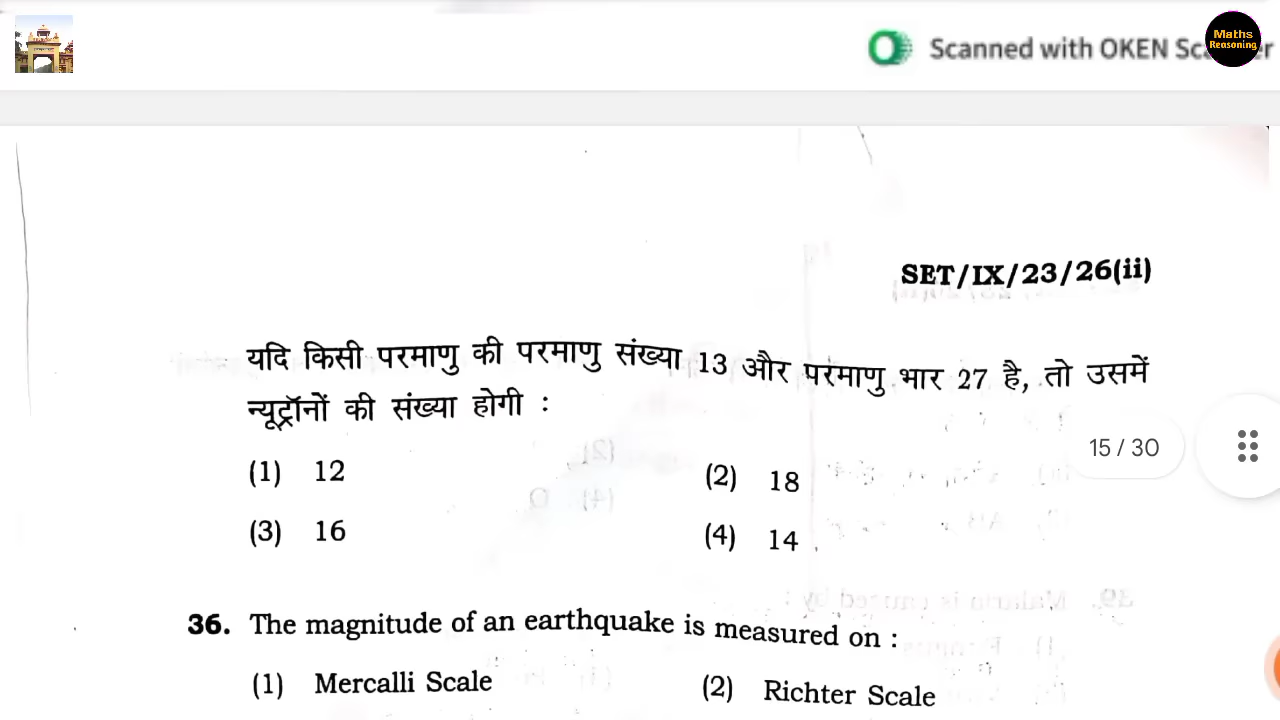 Scanned with OKEN Sc
er
Maths
Reasoning
SET/IX/23/26(ii)
यदि किसी परमाणु की परमाणु संख्या 13 और परमाणु भार 27 है, तो उसमें
न्यूट्रॉनों की संख्या होगी :
15 / 30
(1) 12
(2) 18
(3) 16
(4) 14
36. The magnitude of an earthquake is measured on :
(1) Mercalli Scale
(2) Richter Scale